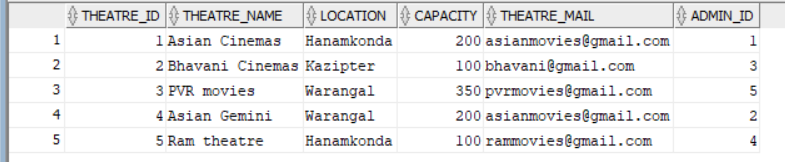 THEATRE_ID THEATRE_NAME LOCATION CAPACITY THEATRE_MAIL ADMIN_ID
1 1 Asian Cinemas Hanamkonda 200 asianmovies@gmail.com 1
2 2 Bhavani Cinemas Kazipter 100 bhavani@gmail.com 3
3 3 PVR movies Warangal 350 pvrmovies@gmail.com 5
4 4 Asian Gemini Warangal 200 asianmovies@gmail.com 2
5 5 Ram theatre Hanamkonda 100 rammovies@gmail.com 4